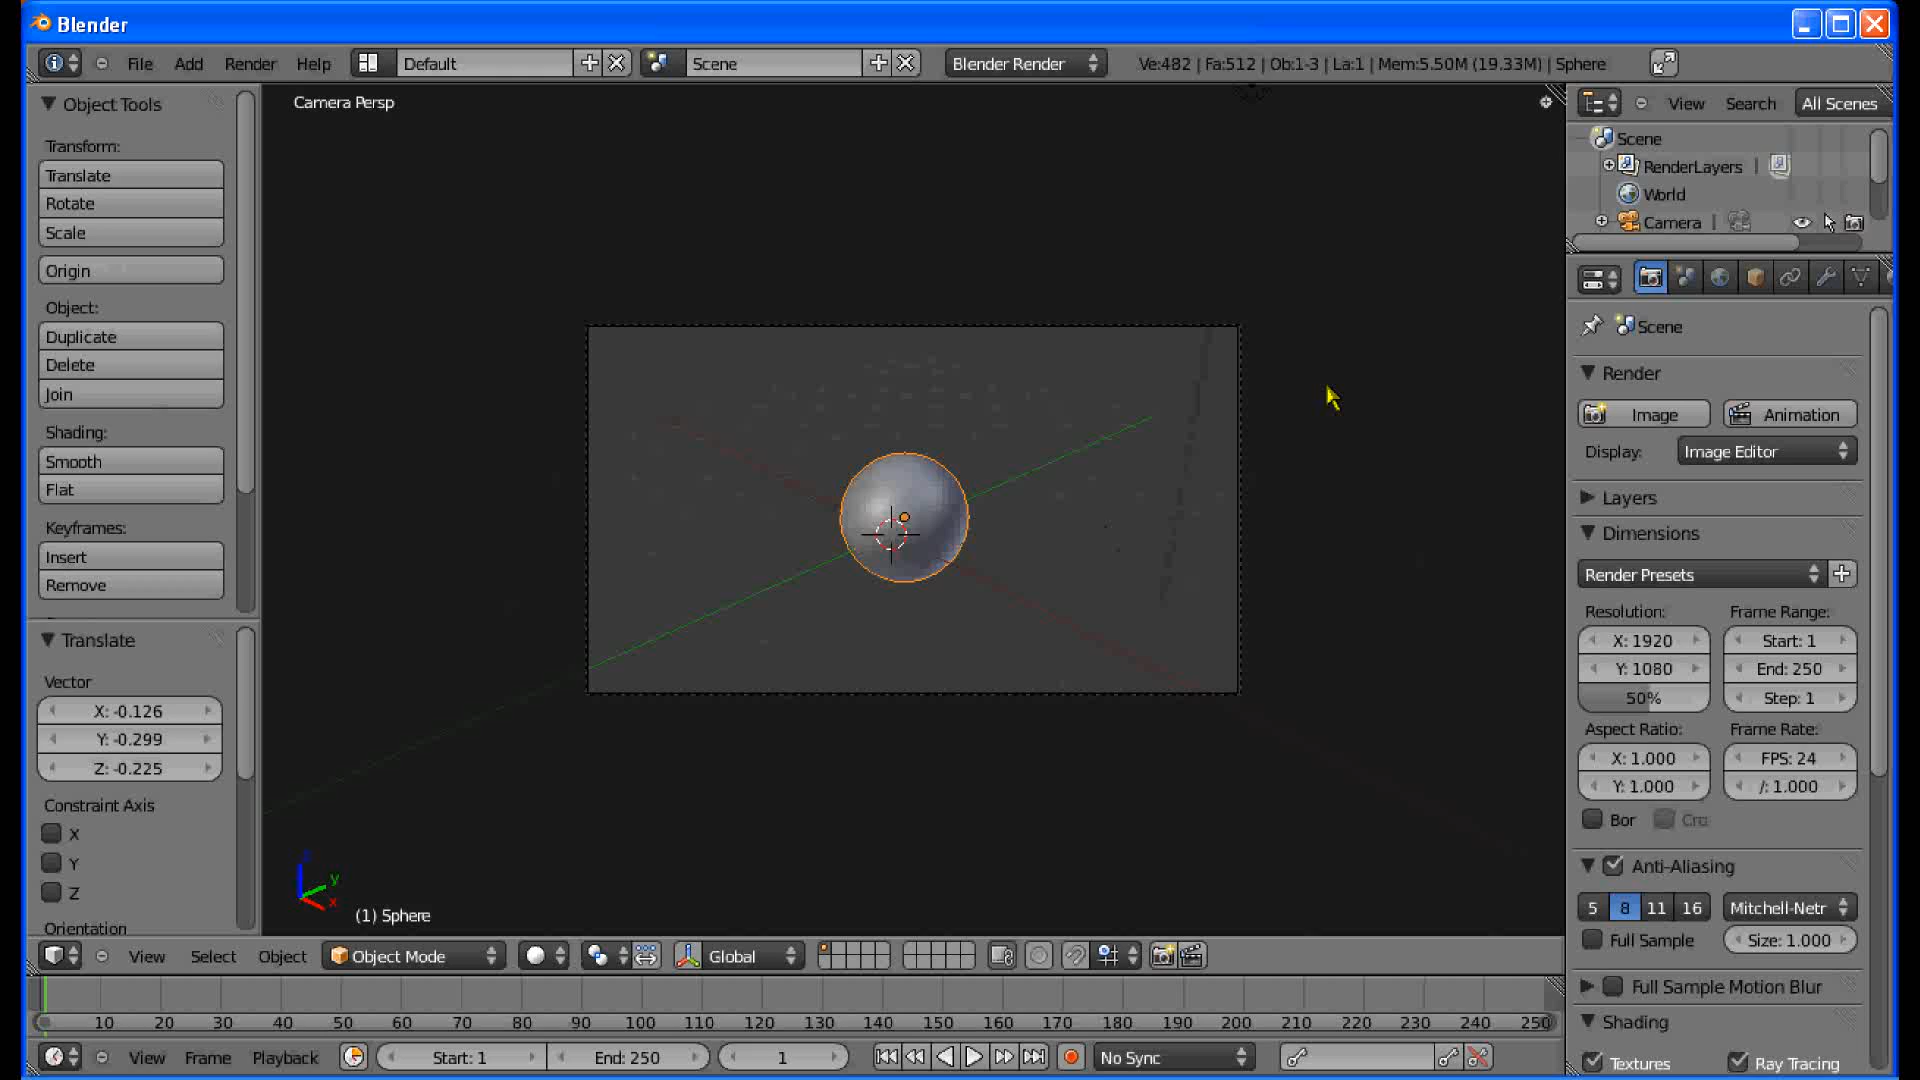 Blender
File Add Render Help Default Scene Blender Render Ve:482 | Fa:512 | Ob:1-3 | La:1 | Mem:5.50M (19.33M) | Sphere
Object Tools
Transform:
Translate
Rotate
Scale
Origin
Object:
Duplicate
Delete
Join
Shading:
Smooth
Flat
Keyframes:
Insert
Remove
Translate
Vector
X: -0.126
Y: -0.299
Z: -0.225
Constraint Axis
X
Y
Z
Orientation
Camera Persp
z
y
x
(1) Sphere
View Search All Scenes
Scene
RenderLayers |
World
Camera |
Scene
Render
Image Animation
Display: Image Editor
Layers
Dimensions
Render Presets
Resolution: Frame Range:
X: 1920 Start: 1
Y: 1080 End: 250
50% Step: 1
Aspect Ratio: Frame Rate:
X: 1.000 FPS: 24
Y: 1.000 /: 1.000
Bor Cro
Anti-Aliasing
5 8 11 16 Mitchell-Netr
Full Sample Size: 1.000
Full Sample Motion Blur
Shading
Textures Ray Tracing
View Select Object Object Mode Global
10 20 30 40 50 60 70 80 90 100 110 120 130 140 150 160 170 180 190 200 210 220 230 240 250
View Frame Playback Start: 1 End: 250 1 No Sync